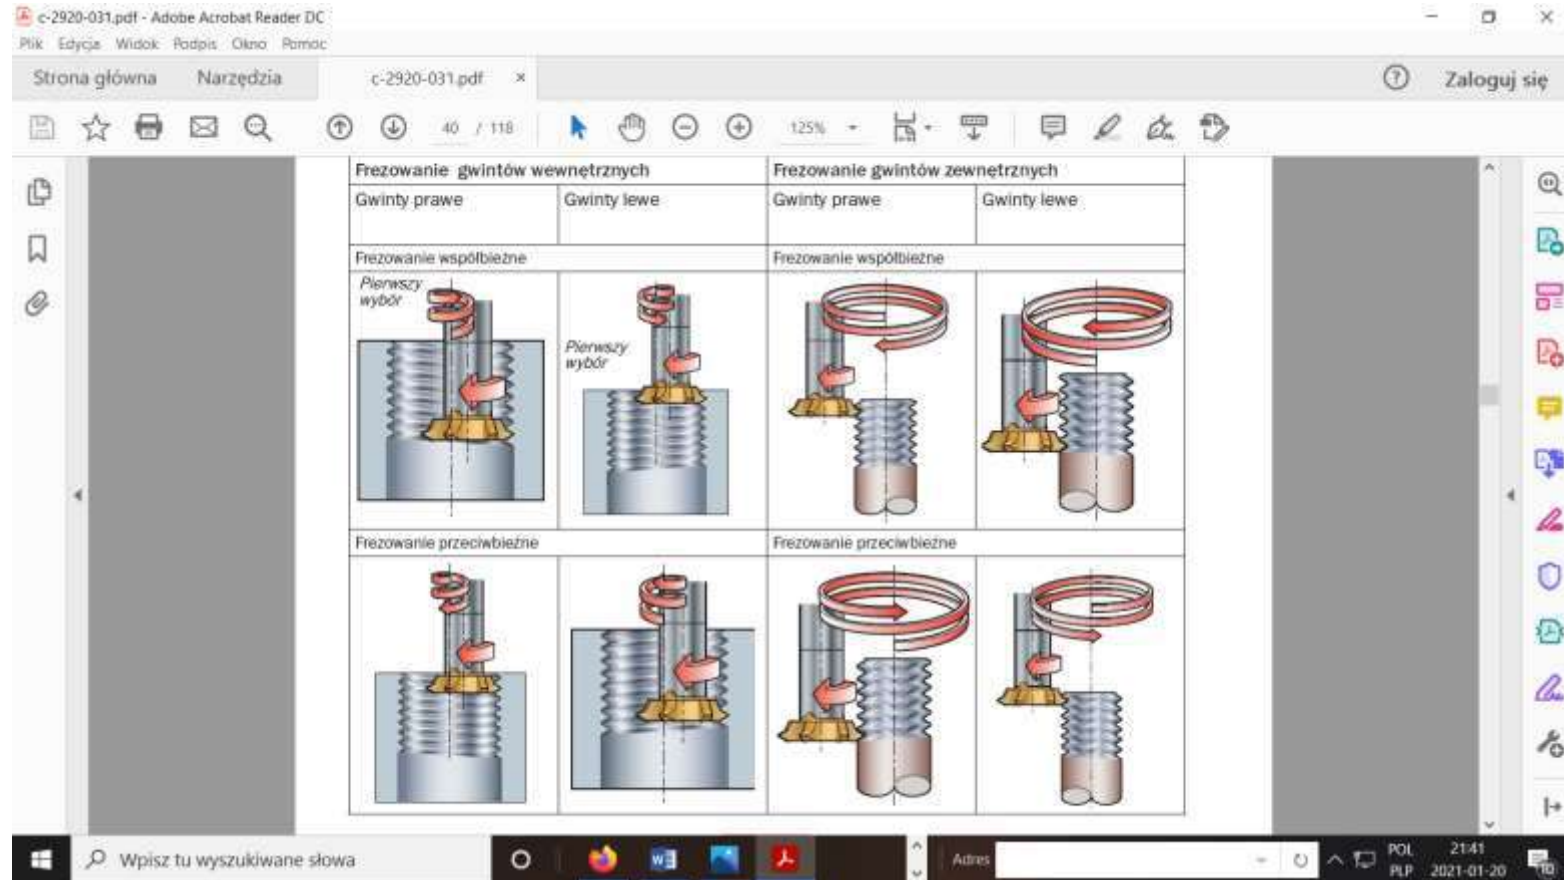 c-2920-031.pdf - Adobe Acrobat Reader DC
Plik Edycja Widok Podpis Okno Pomoc
Strona główna Narzędzia c-2920-031.pdf × Zaloguj się
40 / 118 125%
Frezowanie gwintów wewnętrznych Frezowanie gwintów zewnętrznych
Gwinty prawe Gwinty lewe Gwinty prawe Gwinty lewe
Frezowanie współbieżne Frezowanie współbieżne
Pierwszy
wybór
Pierwszy
wybór
Frezowanie przeciwbieżne Frezowanie przeciwbieżne
Wpisz tu wyszukiwane słowa Adres POL 21:41
PLP 2021-01-20